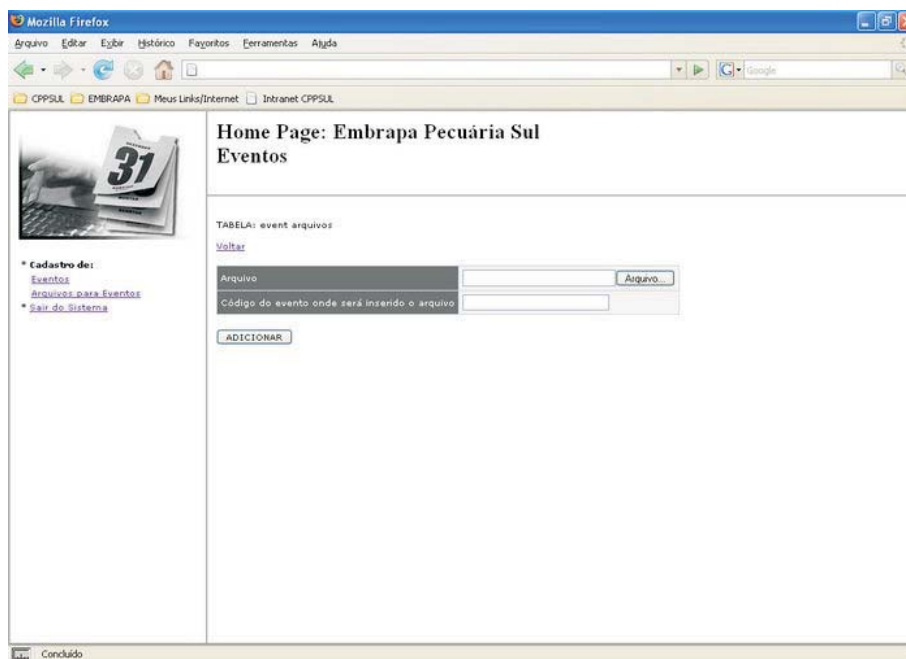 Mozilla Firefox
Arquivo Editar Exibir Histórico Favoritos Ferramentas Ajuda
G Google
CPPSUL EMBRAPA Meus Links/Internet Intranet CPPSUL
31
Home Page: Embrapa Pecuária Sul
Eventos
TABELA: event arquivos
Voltar
* Cadastro de:
Eventos
Arquivos para Eventos
* Sair do Sistema
Arquivo Arquivo...
Código do evento onde será inserido o arquivo
ADICIONAR
Concluído